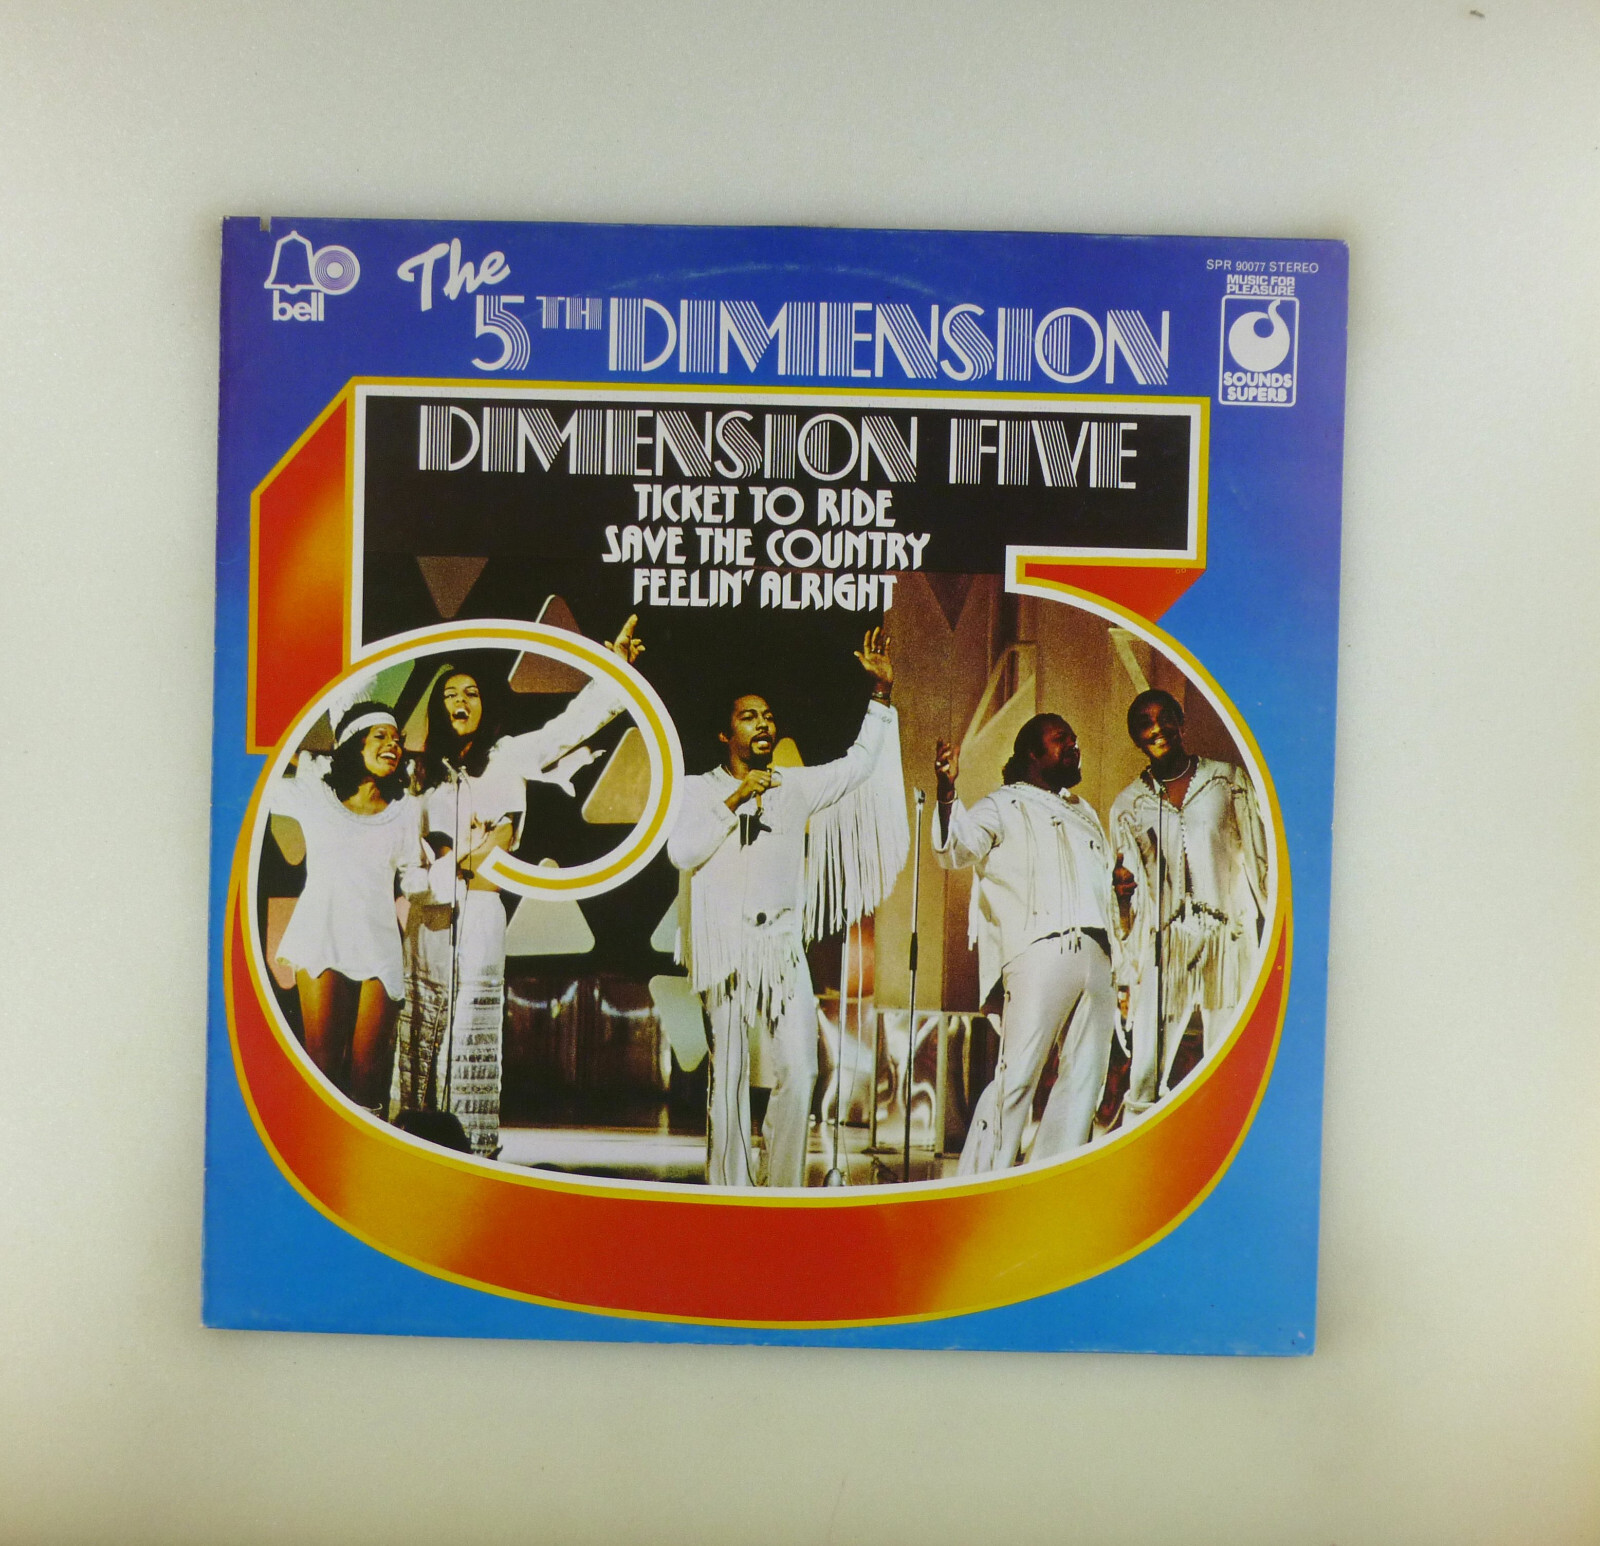 bell
The
5TH DIMENSION
SPR 90077 STEREO
MUSIC FOR
PLEASURE
SOUNDS
SUPERB
DIMENSION FIVE
TICKET TO RIDE
SAVE THE COUNTRY
FEELIN' ALRIGHT